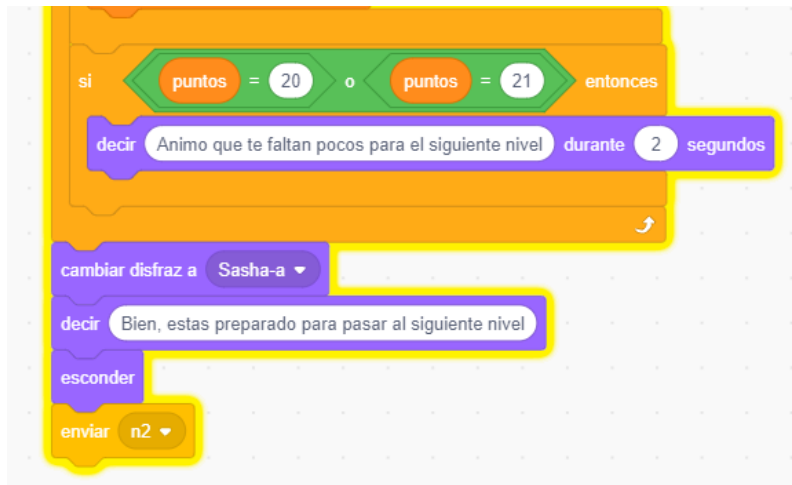 si puntos = 20 o puntos = 21 entonces
decir Animo que te faltan pocos para el siguiente nivel durante 2 segundos
cambiar disfraz a Sasha-a
decir Bien, estas preparado para pasar al siguiente nivel
esconder
enviar n2